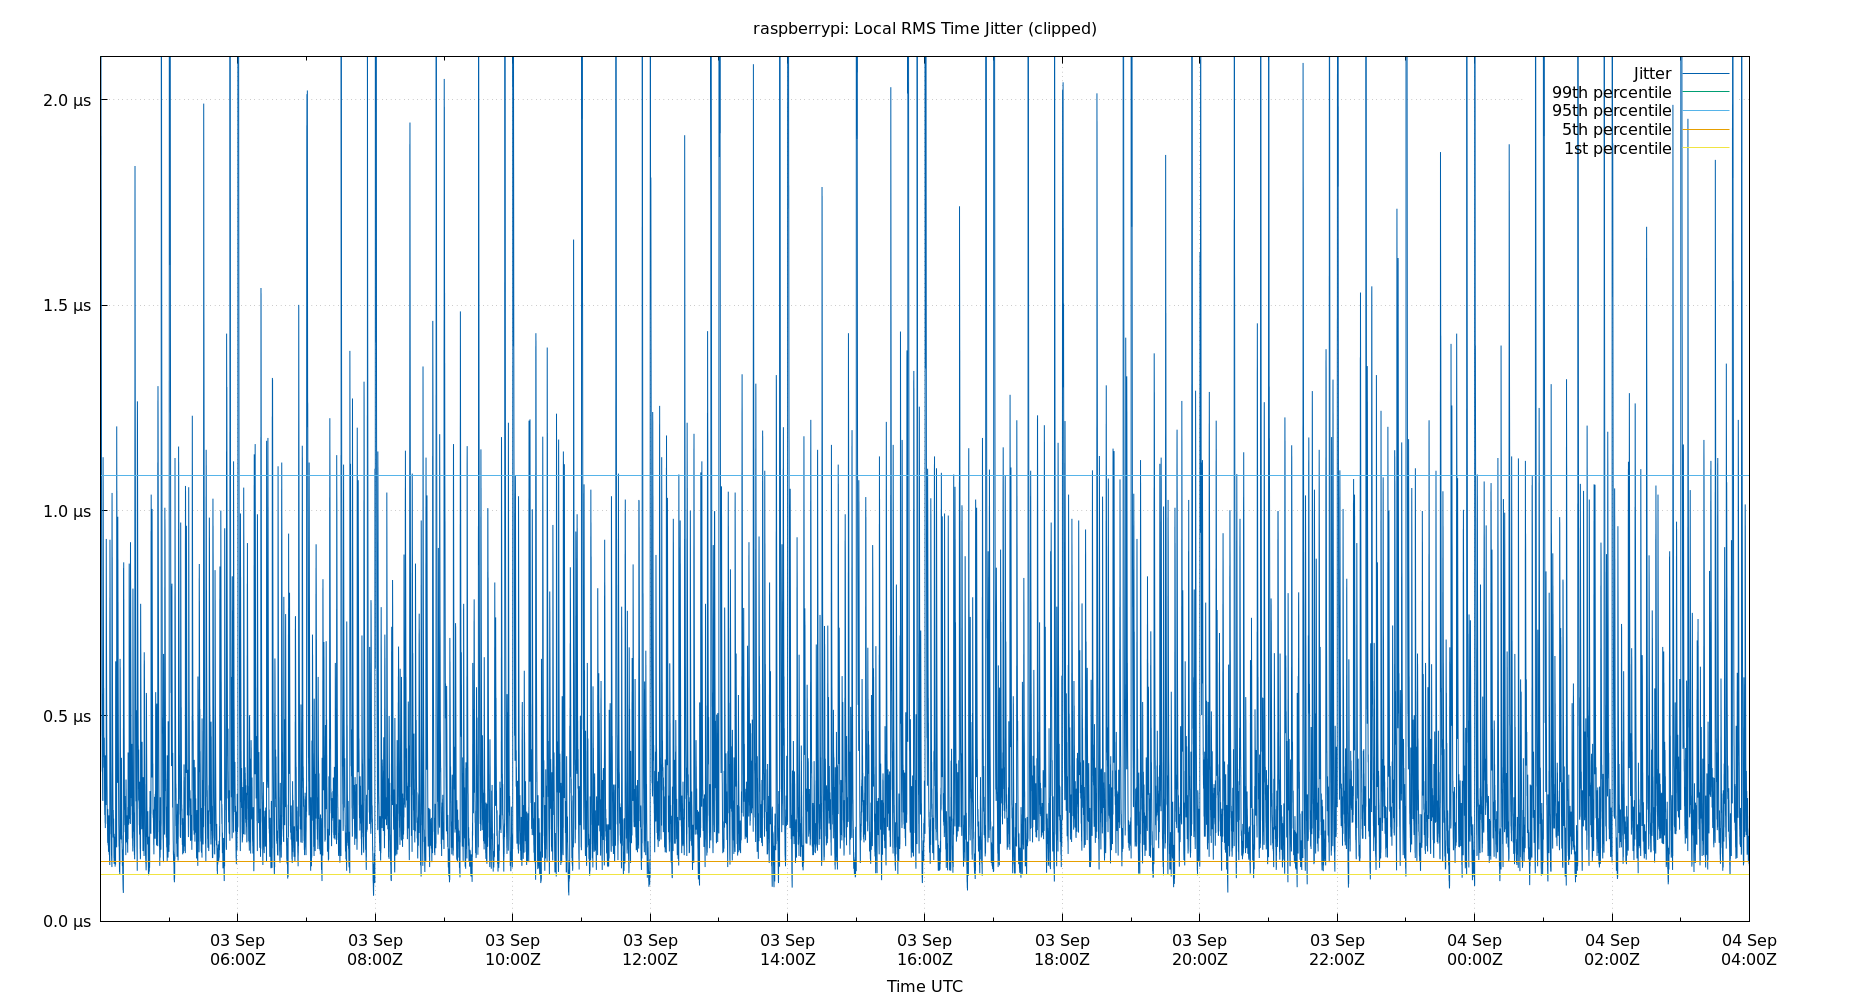 raspberrypi: Local RMS Time Jitter (clipped)
Jitter
99th percentile
95th percentile
5th percentile
1st percentile
2.0 µs
1.5 µs
1.0 µs
0.5 µs
0.0 µs
03 Sep 03 Sep 03 Sep 03 Sep 03 Sep 03 Sep 03 Sep 03 Sep 03 Sep 04 Sep 04 Sep 04 Sep
06:00Z 08:00Z 10:00Z 12:00Z 14:00Z 16:00Z 18:00Z 20:00Z 22:00Z 00:00Z 02:00Z 04:00Z
Time UTC